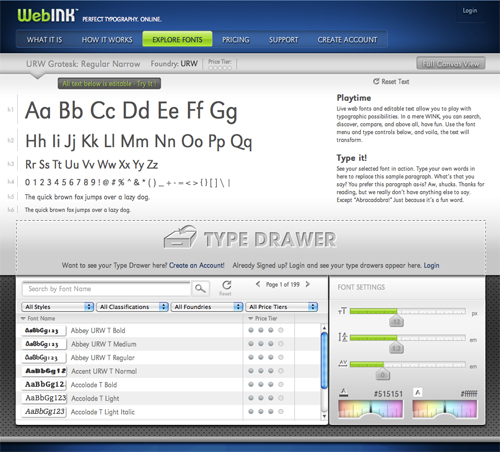 WebINK™ PERFECT TYPOGRAPHY. ONLINE.
Login
WHAT IT IS HOW IT WORKS EXPLORE FONTS PRICING SUPPORT CREATE ACCOUNT
URW Grotesk: Regular Narrow Foundry: URW Price Tier:
Full Canvas View
All text below is editable - Try it!
Reset Text
h1 Aa Bb Cc Dd Ee Ff Gg
h2 Hh Ii Jj Kk Ll Mm Nn Oo Pp Qq
h3 Rr Ss Tt Uu Vv Ww Xx Yy Zz
h4 0 1 2 3 4 5 6 7 8 9 ! @ # % ^ & * ( ) _ + - = < > { } [ ] \ |
h5 The quick brown fox jumps over a lazy dog.
h6 The quick brown fox jumps over a lazy dog.
Playtime
Live web fonts and editable text allow you to play with
typographic possibilities. In a mere WINK, you can search,
discover, compare, and above all, have fun. Use the font
menu and type controls below, and voila, the text will
transform.
Type it!
See your selected font in action. Type your own words in
here to replace this sample paragraph. What's that you
say? You prefer this paragraph as-is? Aw, shucks. Thanks for
reading, but we really don't have anything else to say.
Except "Abracadabra!" Just because it's a fun word.
TYPE DRAWER
Want to see your Type Drawer here? Create an Account! Already Signed up? Login and see your type drawers appear here. Login
Search by Font Name
Reset
Page 1 of 199
All Styles All Classifications All Foundries All Price Tiers
Font Name Price Tier
AaBbGg123 Abbey URW T Bold
AaBbGg123 Abbey URW T Medium
AaBbGg123 Abbey URW T Regular
AaBbGg123 Accent URW T Normal
AaBbGg12 Accolade T Bold
AaBbGg123 Accolade T Light
AaBbGg123 Accolade T Light Italic
FONT SETTINGS
px
em
em
#515151
#ffffff